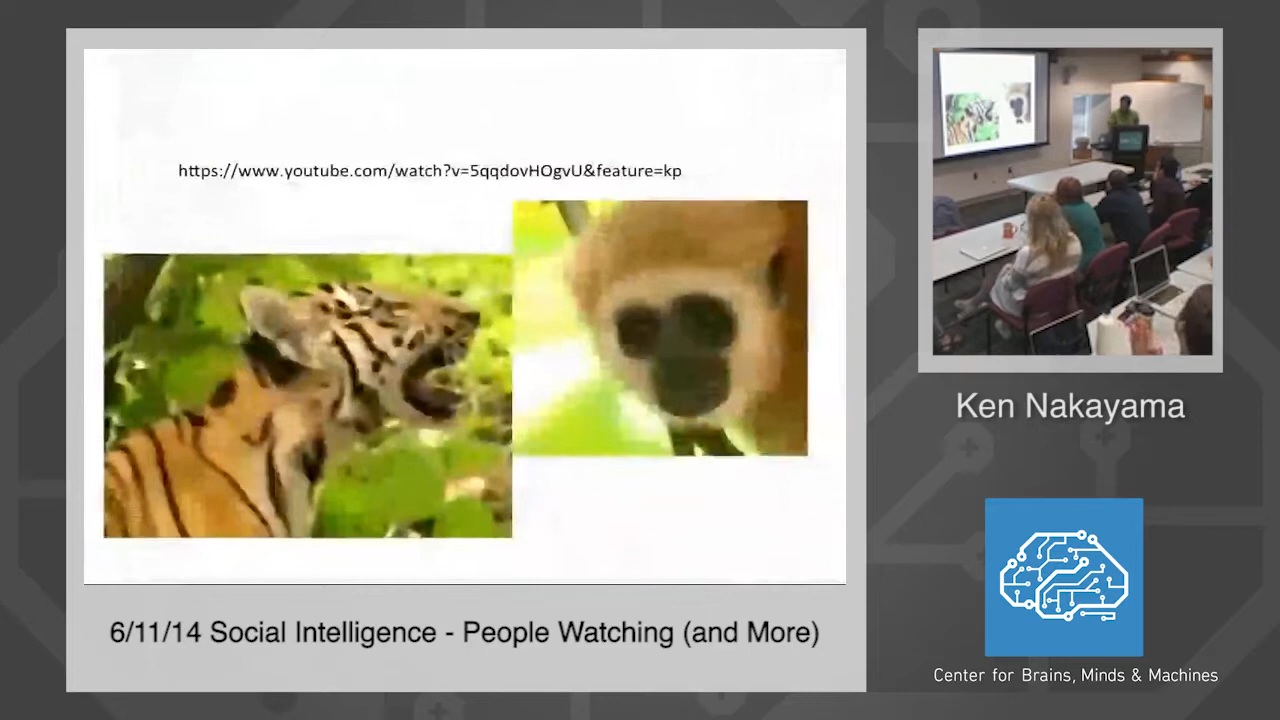 https://www.youtube.com/watch?v=5qqdovHOgvU&feature=kp
6/11/14 Social Intelligence - People Watching (and More)
Ken Nakayama
Center for Brains, Minds & Machines